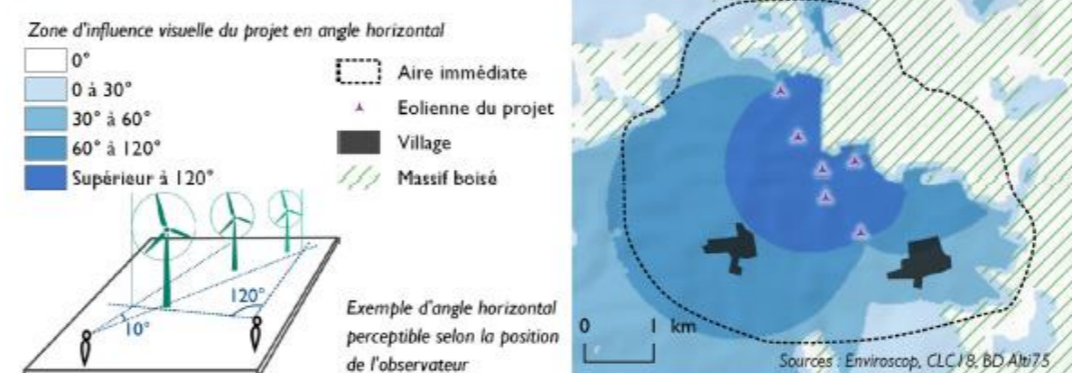 Zone d'influence visuelle du projet en angle horizontal
0°
0 à 30°
30° à 60°
60° à 120°
Supérieur à 120°
Aire immédiate
Eolienne du projet
Village
Massif boisé
10°
120°
Exemple d'angle horizontal
perceptible selon la position
de l'observateur
0 1 km
Sources : Enviroscop, CLC18, BD Alti75